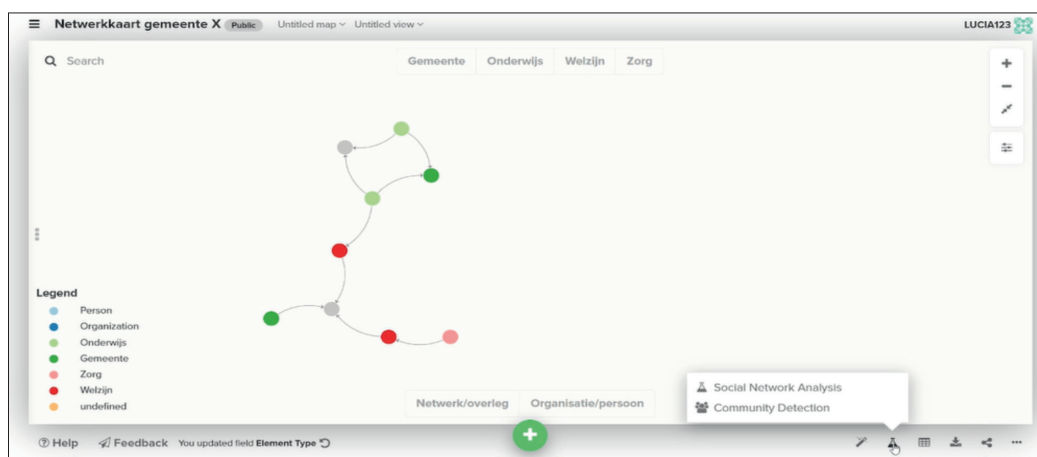 Netwerkkaart gemeente X Public Untitled map Untitled view LUCIA123
Search
Gemeente Onderwijs Welzijn Zorg
Legend
Person
Organization
Onderwijs
Gemeente
Zorg
Welzijn
undefined
Netwerk/overleg Organisatie/persoon
Social Network Analysis
Community Detection
Help Feedback You updated field Element Type